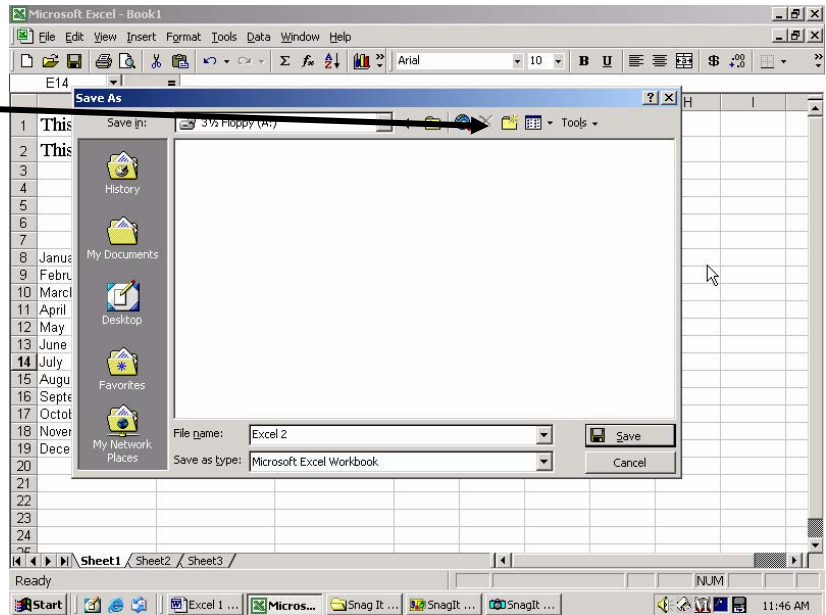 Microsoft Excel - Book1
File Edit View Insert Format Tools Data Window Help
Σ fx Arial 10 B U $ .00
E14 =
Save As
H I
Save in: 3½ Floppy (A:) Tools
1 This
2 This
3
4
5
6
7
8 Janua
9 Febru
10 March
11 April
12 May
13 June
14 July
15 Augu
16 Septe
17 Octob
18 Nover
19 Dece
20
21
22
23
24
25
History
My Documents
Desktop
Favorites
My Network Places
File name: Excel 2 Save
Save as type: Microsoft Excel Workbook Cancel
Sheet1 Sheet2 Sheet3
Ready NUM
Start Excel 1 ... Micros... Snag It ... SnagIt ... SnagIt ... 11:46 AM